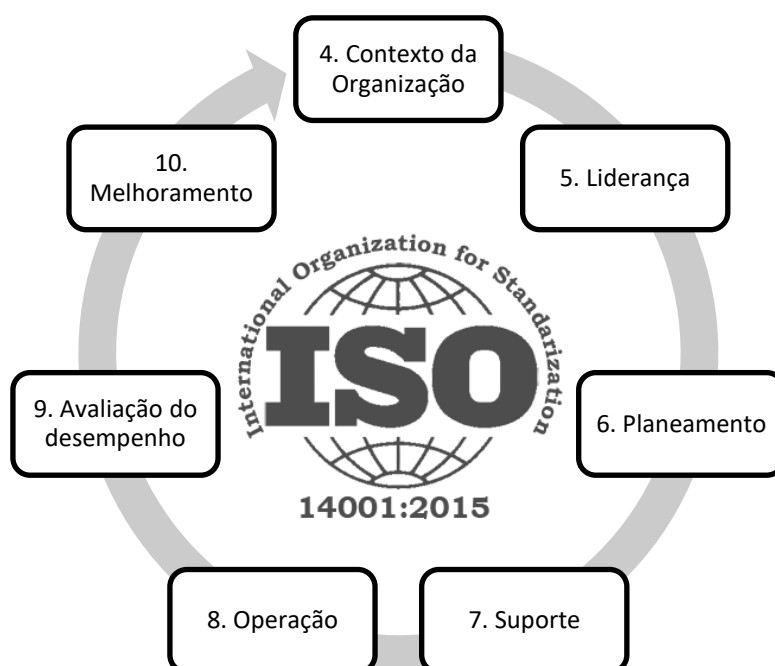 4. Contexto da
Organização
5. Liderança
6. Planeamento
7. Suporte
8. Operação
9. Avaliação do
desempenho
10.
Melhoramento
International Organization for Standarization
ISO
14001:2015